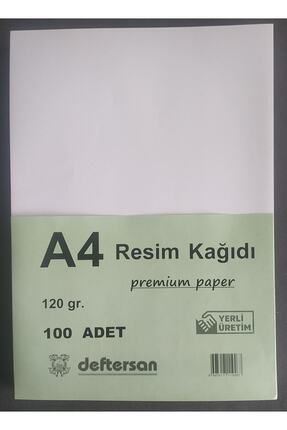 A4 Resim Kağıdı
premium paper
120 gr.
100 ADET
YERLİ
ÜRETİM
deftersan